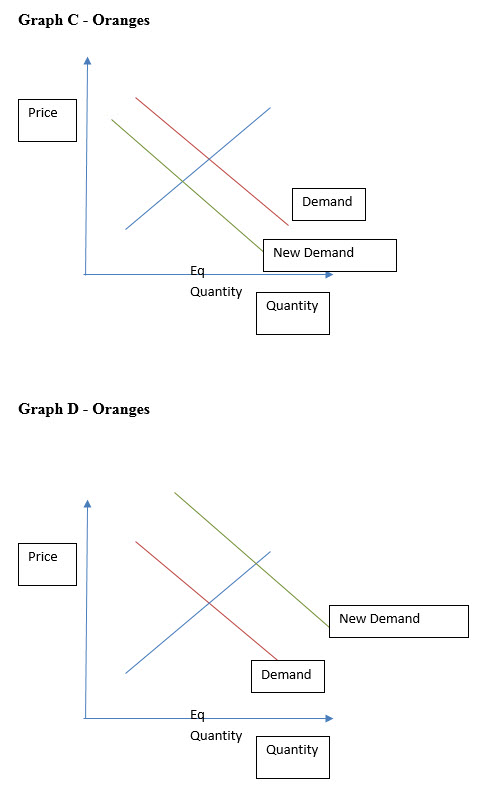 Graph C - Oranges
Price
Demand
New Demand
Eq
Quantity
Quantity
Graph D - Oranges
Price
New Demand
Demand
Eq
Quantity
Quantity